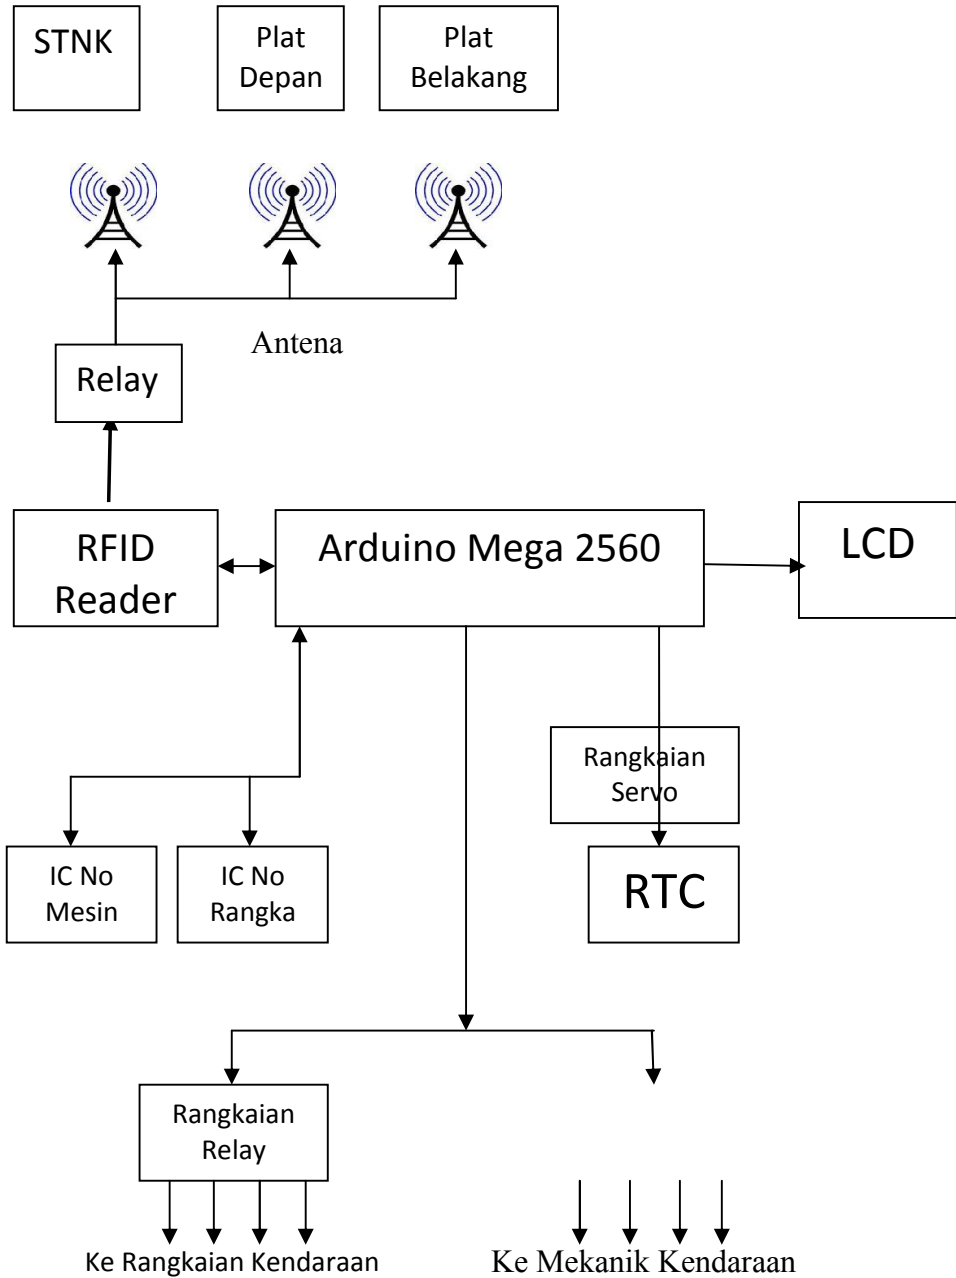 STNK
Plat
Depan
Plat
Belakang
Antena
Relay
RFID
Reader
Arduino Mega 2560
LCD
Rangkaian
Servo
IC No
Mesin
IC No
Rangka
RTC
Rangkaian
Relay
Ke Rangkaian Kendaraan
Ke Mekanik Kendaraan